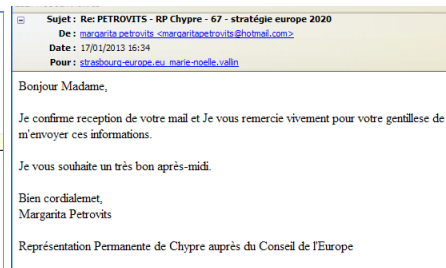 Sujet : Re: PETROVITS - RP Chypre - 67 - stratégie europe 2020
De : margarita petrovits <margaritapetrovits@hotmail.com>
Date : 17/01/2013 16:34
Pour : strasbourg-europe.eu marie-noelle.vallin
Bonjour Madame,
Je confirme reception de votre mail et Je vous remercie vivement pour votre gentillese de
m'envoyer ces informations.
Je vous souhaite un très bon après-midi.
Bien cordialemet,
Margarita Petrovits
Représentation Permanente de Chypre auprès du Conseil de l'Europe